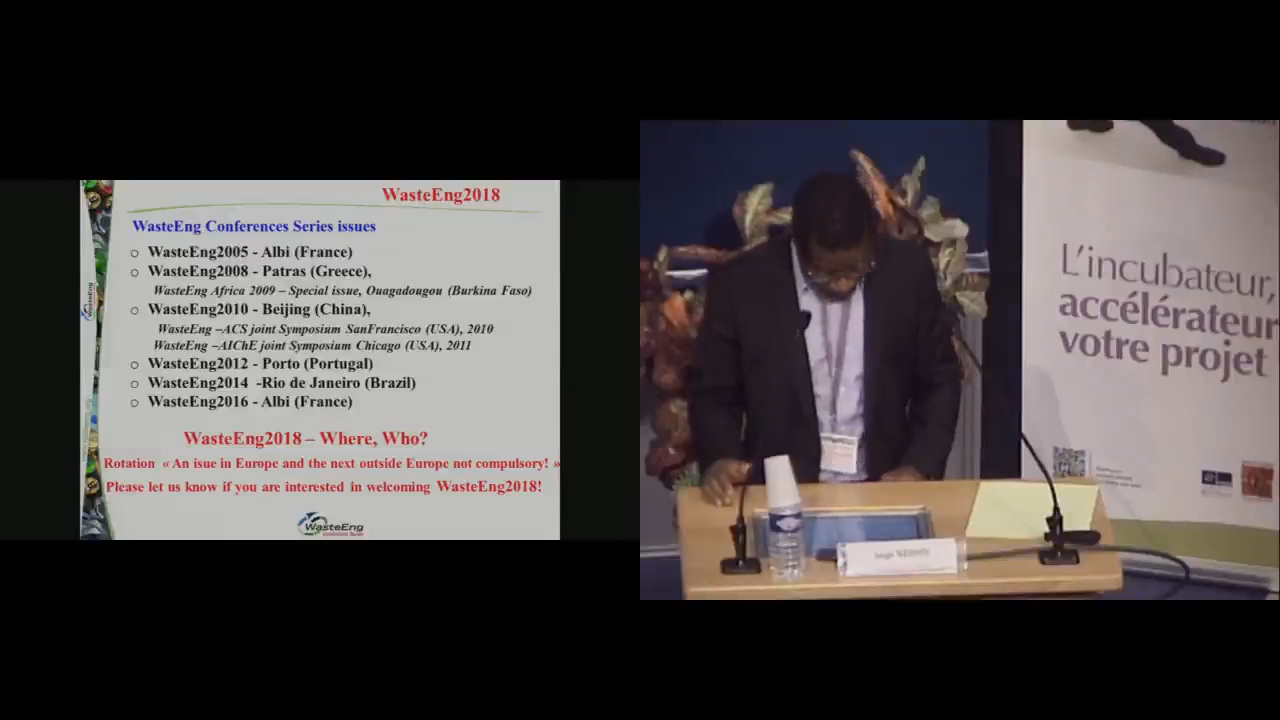 WasteEng2018
WasteEng Conferences Series issues
WasteEng2005 - Albi (France)
WasteEng2008 - Patras (Greece),
WasteEng Africa 2009 – Special issue, Ouagadougou (Burkina Faso)
WasteEng2010 - Beijing (China),
WasteEng –ACS joint Symposium SanFrancisco (USA), 2010
WasteEng –AIChE joint Symposium Chicago (USA), 2011
WasteEng2012 - Porto (Portugal)
WasteEng2014 -Rio de Janeiro (Brazil)
WasteEng2016 - Albi (France)
WasteEng2018 – Where, Who?
Rotation « An isue in Europe and the next outside Europe not compulsory! »
Please let us know if you are interested in welcoming WasteEng2018!
WasteEng
WasteEng
L'incubateur,
accélérateur
votre projet
Ange